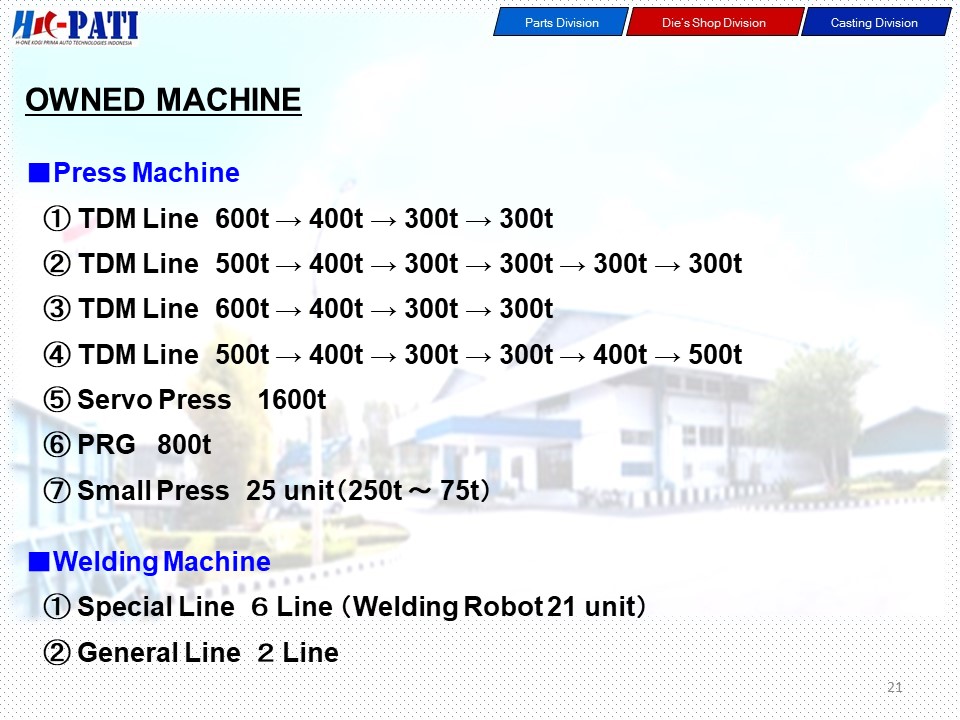 H1C-PATI
H-ONE KOGI PRIMA AUTO TECHNOLOGIES INDONESIA
Parts Division
Die's Shop Division
Casting Division
OWNED MACHINE
■Press Machine
① TDM Line 600t → 400t → 300t → 300t
② TDM Line 500t → 400t → 300t → 300t → 300t → 300t
③ TDM Line 600t → 400t → 300t → 300t
④ TDM Line 500t → 400t → 300t → 300t → 400t → 500t
⑤ Servo Press 1600t
⑥ PRG 800t
⑦ Small Press 25 unit（250t ～ 75t）
■Welding Machine
① Special Line ６ Line（Welding Robot 21 unit）
② General Line ２ Line
21